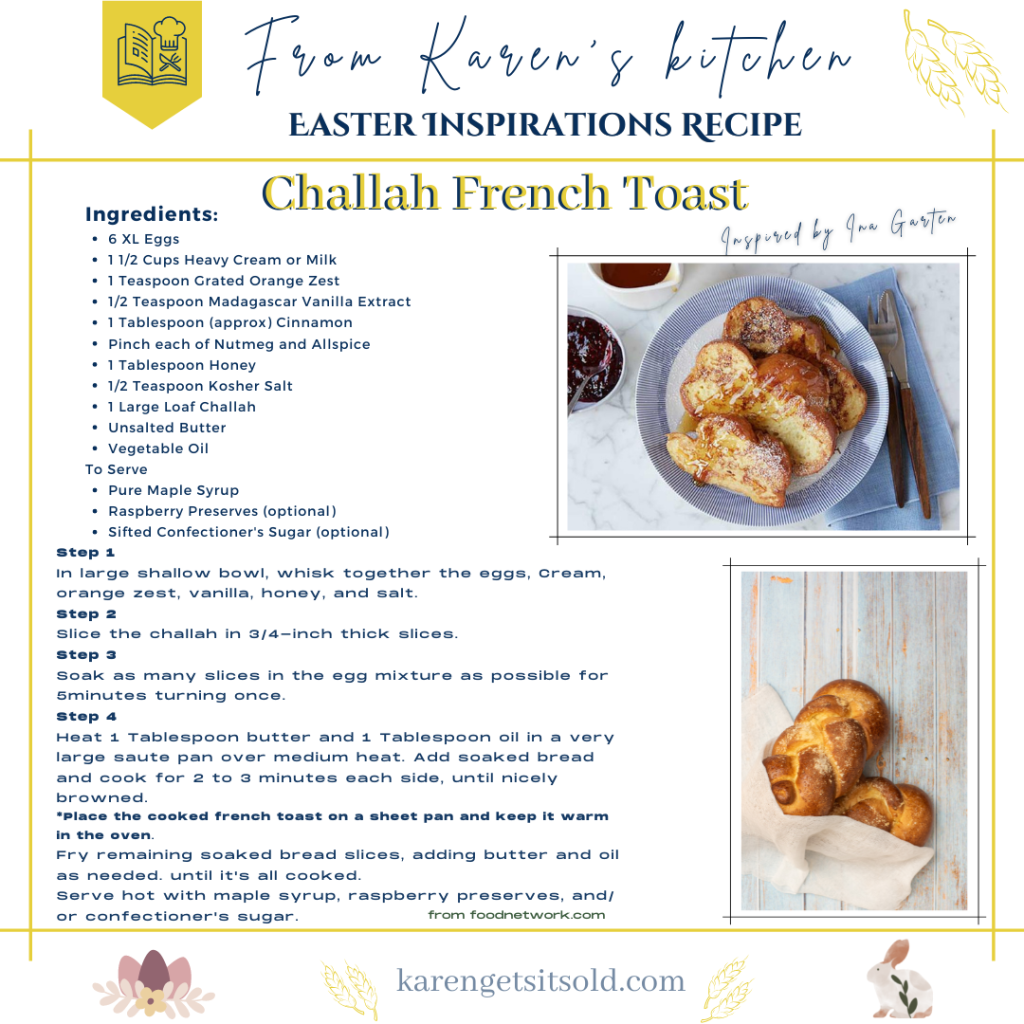 From Karen's kitchen
Easter Inspirations Recipe
Challah French Toast
Inspired by Ina Garten
Ingredients:
• 6 XL Eggs
• 1 1/2 Cups Heavy Cream or Milk
• 1 Teaspoon Grated Orange Zest
• 1/2 Teaspoon Madagascar Vanilla Extract
• 1 Tablespoon (approx) Cinnamon
• Pinch each of Nutmeg and Allspice
• 1 Tablespoon Honey
• 1/2 Teaspoon Kosher Salt
• 1 Large Loaf Challah
• Unsalted Butter
• Vegetable Oil
To Serve
• Pure Maple Syrup
• Raspberry Preserves (optional)
• Sifted Confectioner's Sugar (optional)
Step 1
In large shallow bowl, whisk together the eggs, Cream,
orange zest, vanilla, honey, and salt.
Step 2
Slice the challah in 3/4-inch thick slices.
Step 3
Soak as many slices in the egg mixture as possible for
5minutes turning once.
Step 4
Heat 1 Tablespoon butter and 1 Tablespoon oil in a very
large saute pan over medium heat. Add soaked bread
and cook for 2 to 3 minutes each side, until nicely
browned.
*Place the cooked french toast on a sheet pan and keep it warm
in the oven.
Fry remaining soaked bread slices, adding butter and oil
as needed. until it's all cooked.
Serve hot with maple syrup, raspberry preserves, and/
or confectioner's sugar.
from foodnetwork.com
karengetsitsold.com